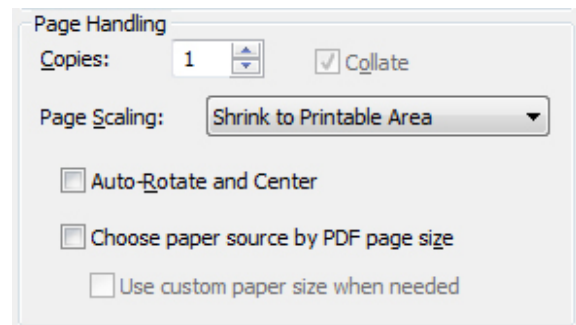 Page Handling
Copies: 1 Collate
Page Scaling: Shrink to Printable Area
Auto-Rotate and Center
Choose paper source by PDF page size
Use custom paper size when needed